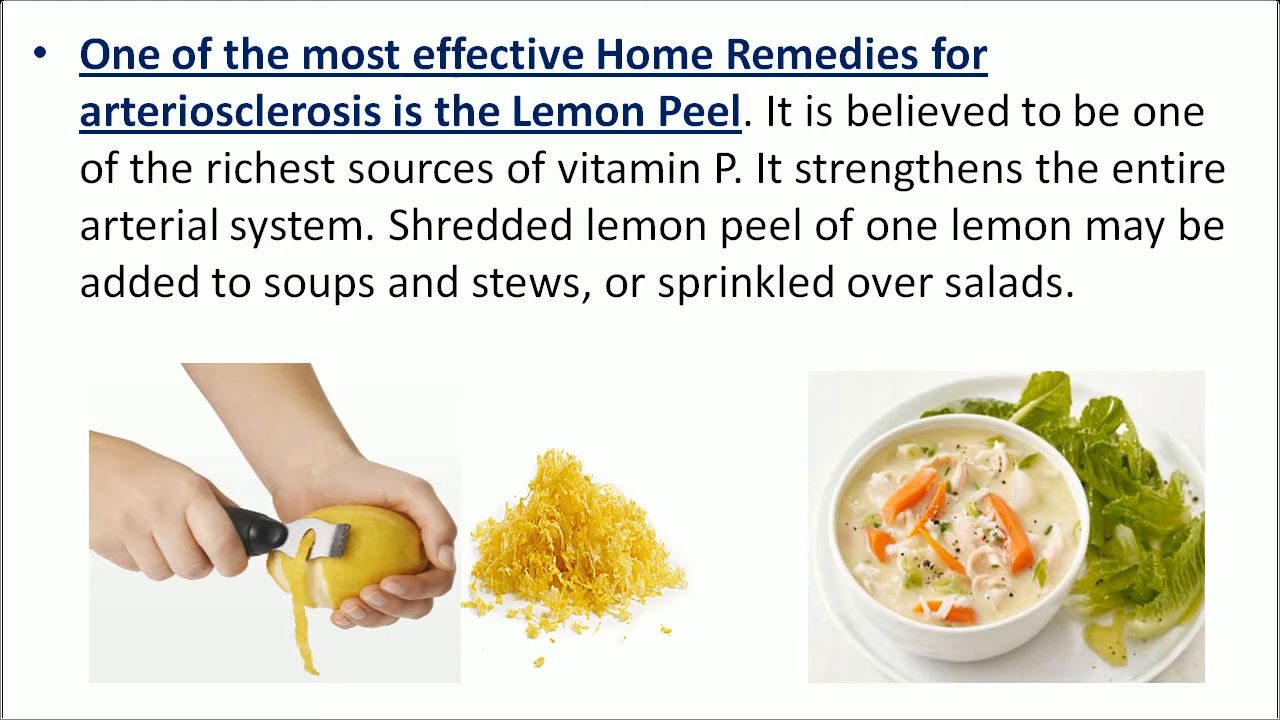 • One of the most effective Home Remedies for
arteriosclerosis is the Lemon Peel. It is believed to be one
of the richest sources of vitamin P. It strengthens the entire
arterial system. Shredded lemon peel of one lemon may be
added to soups and stews, or sprinkled over salads.